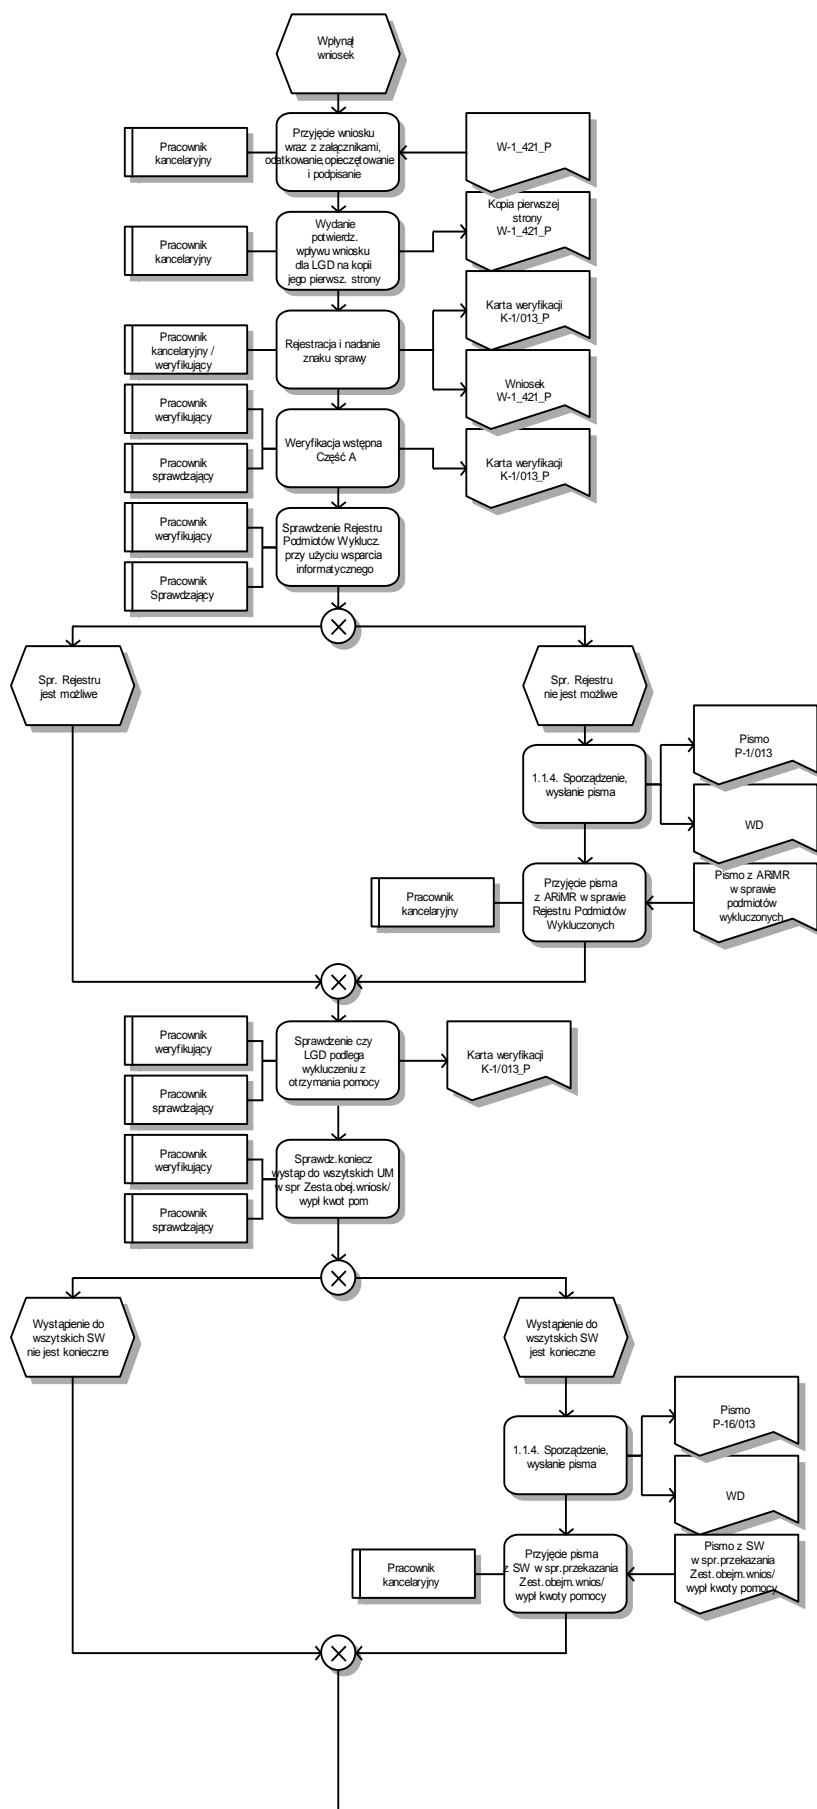 Wpłynął
wniosek
Pracownik
kancelaryjny
Przyjęcie wniosku
wraz z załącznikami,
odatkowanie,opieczętowanie
i podpisanie
W-1_421_P
Pracownik
kancelaryjny
Wydanie
potwierdz.
wpływu wniosku
dla LGD na kopii
jego pierwsz. strony
Kopia pierwszej
strony
W-1_421_P
Pracownik
kancelaryjny /
weryfikujący
Rejestracja i nadanie
znaku sprawy
Karta weryfikacji
K-1/013_P
Wniosek
W-1_421_P
Pracownik
weryfikujący
Pracownik
sprawdzający
Weryfikacja wstępna
Część A
Karta weryfikacji
K-1/013_P
Pracownik
weryfikujący
Pracownik
Sprawdzający
Sprawdzenie Rejestru
Podmiotów Wyklucz.
przy użyciu wsparcia
informatycznego
Spr. Rejestru
jest możliwe
Spr. Rejestru
nie jest możliwe
1.1.4. Sporządzenie,
wysłanie pisma
Pismo
P-1/013
WD
Pracownik
kancelaryjny
Przyjęcie pisma
z ARiMR w sprawie
Rejestru Podmiotów
Wykluczonych
Pismo z ARiMR
w sprawie
podmiotów
wykluczonych
Pracownik
weryfikujący
Pracownik
sprawdzający
Sprawdzenie czy
LGD podlega
wykluczeniu z
otrzymania pomocy
Karta weryfikacji
K-1/013_P
Pracownik
weryfikujący
Pracownik
sprawdzający
Sprawdz.koniecz
wystąp do wszytskich UM
w spr Zesta.obej.wniosk/
wypł kwot pom
Wystąpienie do
wszytskich SW
nie jest konieczne
Wystąpienie do
wszytskich SW
jest konieczne
1.1.4. Sporządzenie,
wysłanie pisma
Pismo
P-16/013
WD
Pracownik
kancelaryjny
Przyjęcie pisma
z SW w spr.przekazania
Zest.obejm.wnios/
wypł kwoty pomocy
Pismo z SW
w spr.przekazania
Zest.obejm.wnios/
wypł kwoty pomocy